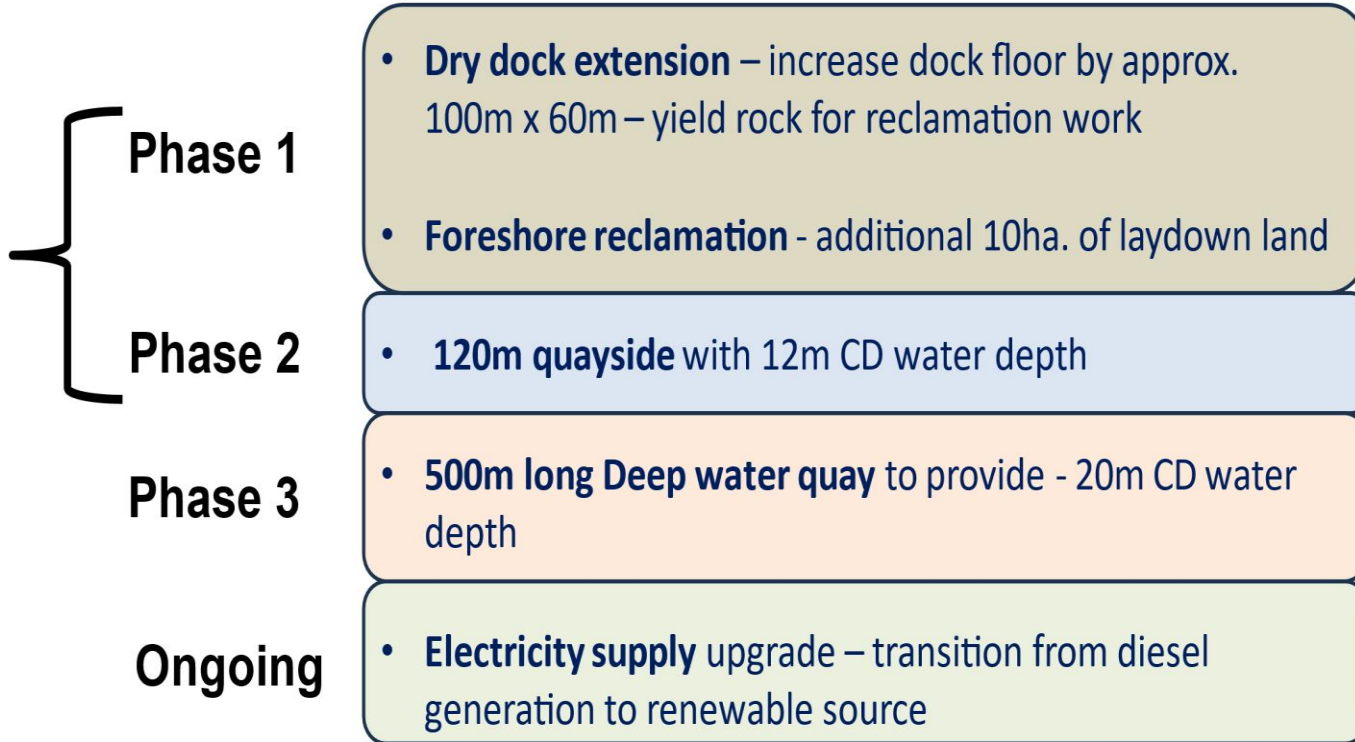 Phase 1
• Dry dock extension – increase dock floor by approx.
100m x 60m – yield rock for reclamation work
• Foreshore reclamation - additional 10ha. of laydown land
Phase 2
• 120m quayside with 12m CD water depth
Phase 3
• 500m long Deep water quay to provide - 20m CD water
depth
Ongoing
• Electricity supply upgrade – transition from diesel
generation to renewable source